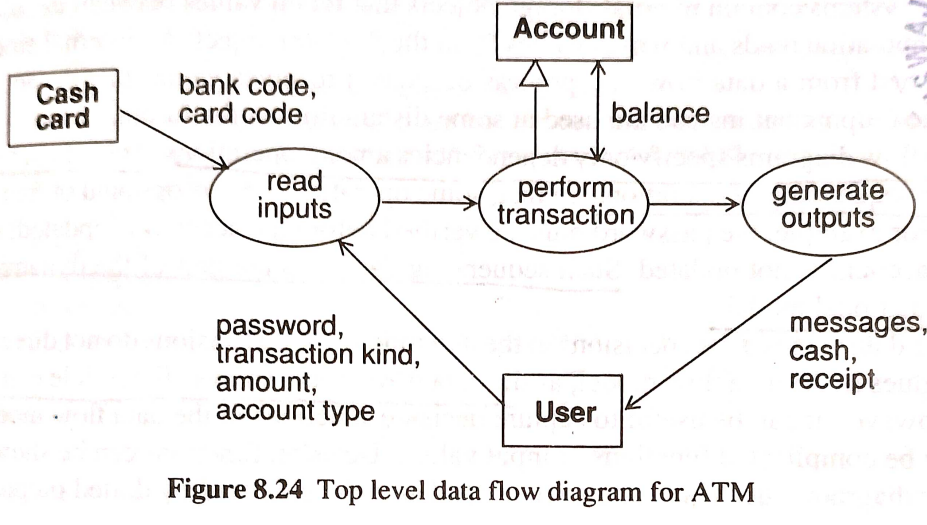 Account
Cash
card
bank code,
card code
balance
read
inputs
perform
transaction
generate
outputs
password,
transaction kind,
amount,
account type
messages,
cash,
receipt
User
Figure 8.24 Top level data flow diagram for ATM